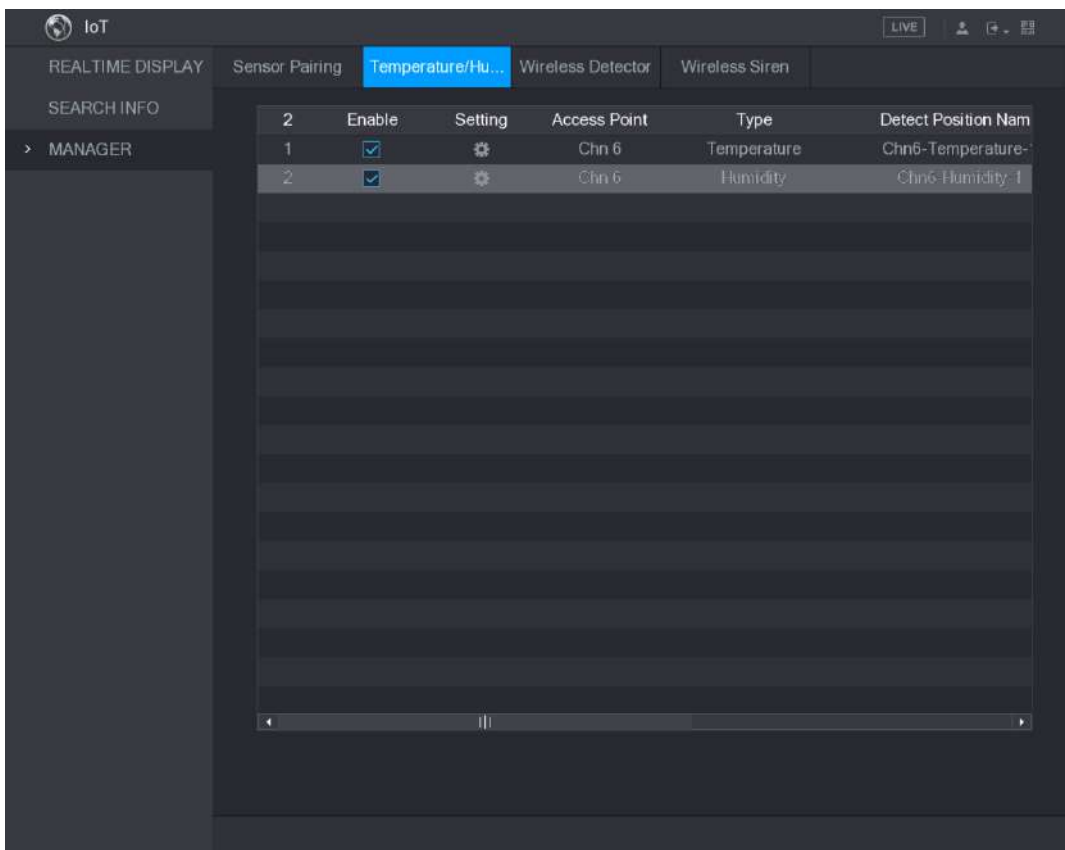 IoT LIVE
REALTIME DISPLAY Sensor Pairing Temperature/Hu... Wireless Detector Wireless Siren
SEARCH INFO
2 Enable Setting Access Point Type Detect Position Nam
> MANAGER
1 Chn 6 Temperature Chn6-Temperature-
2 Chn 6 Humidity Chn6-Humidity-1